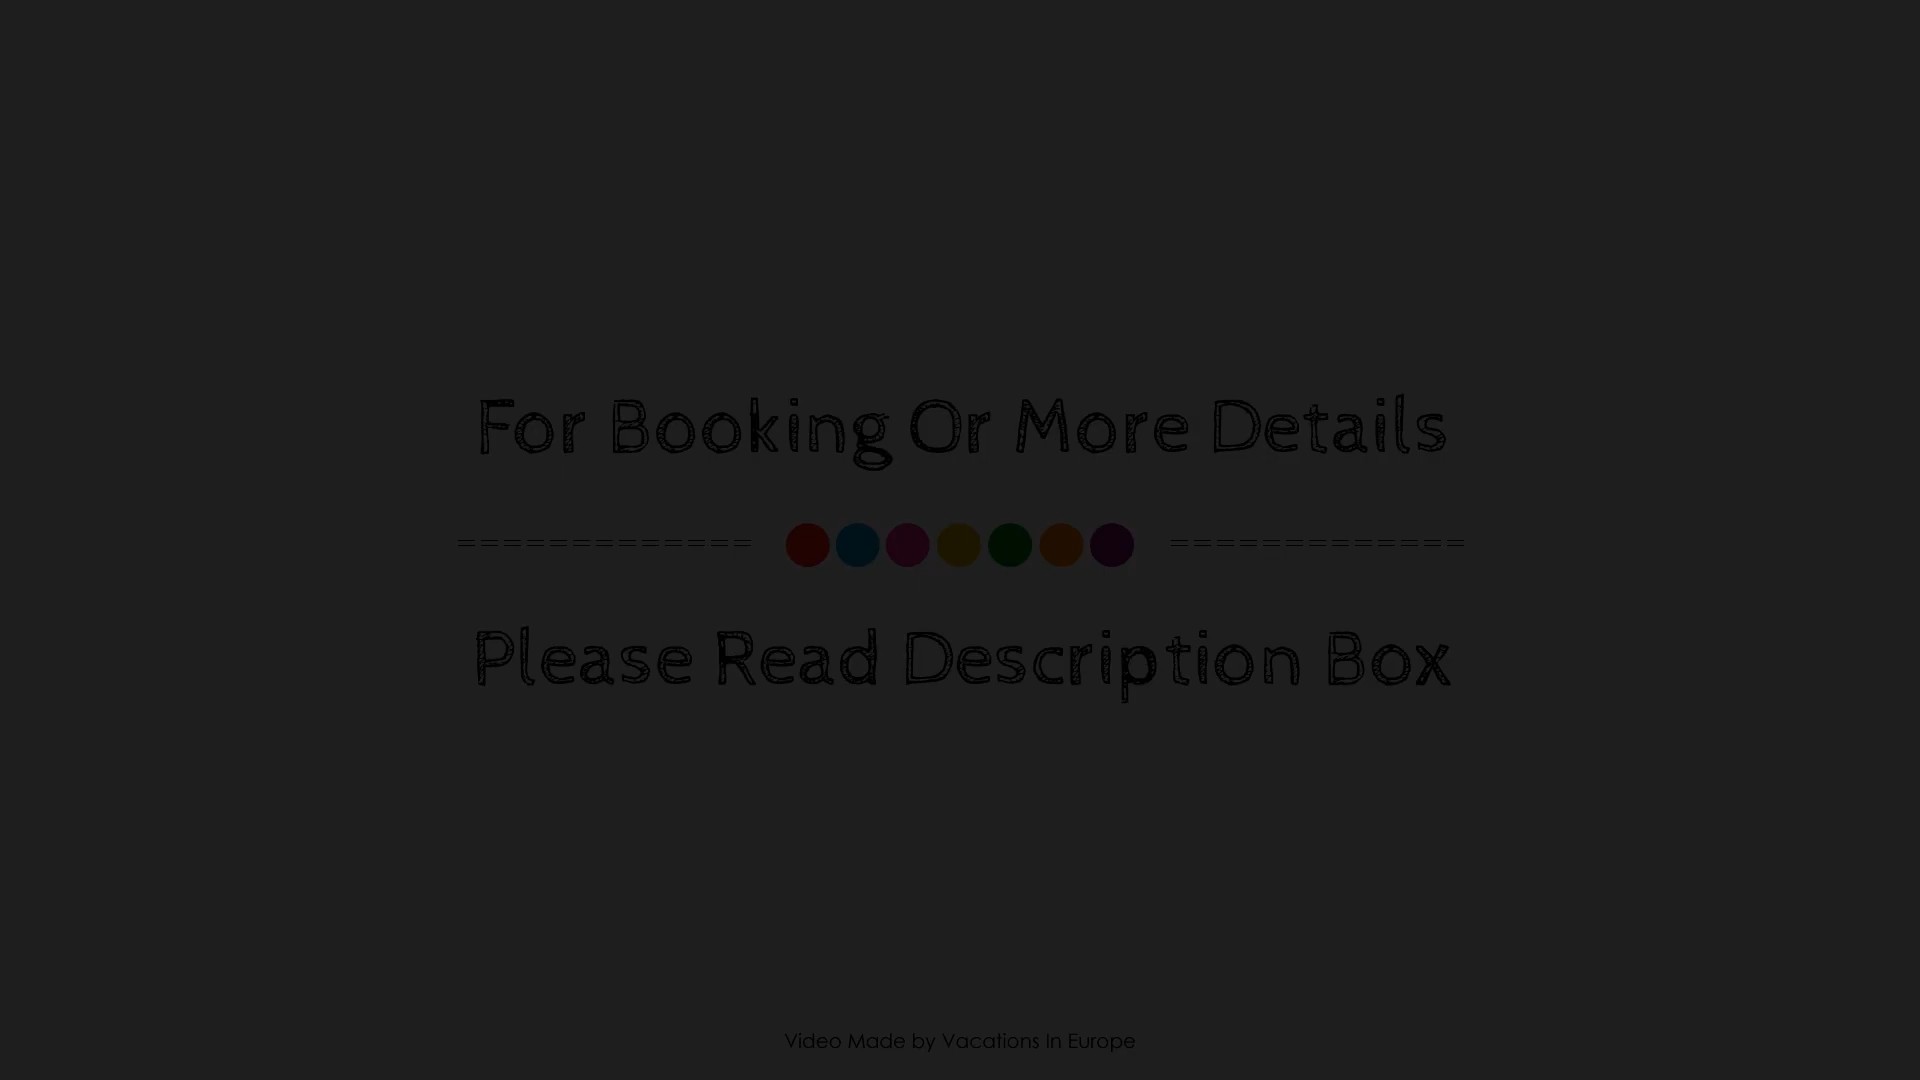 For Booking Or More Details
============= =============
Please Read Description Box
Video Made by Vacations In Europe